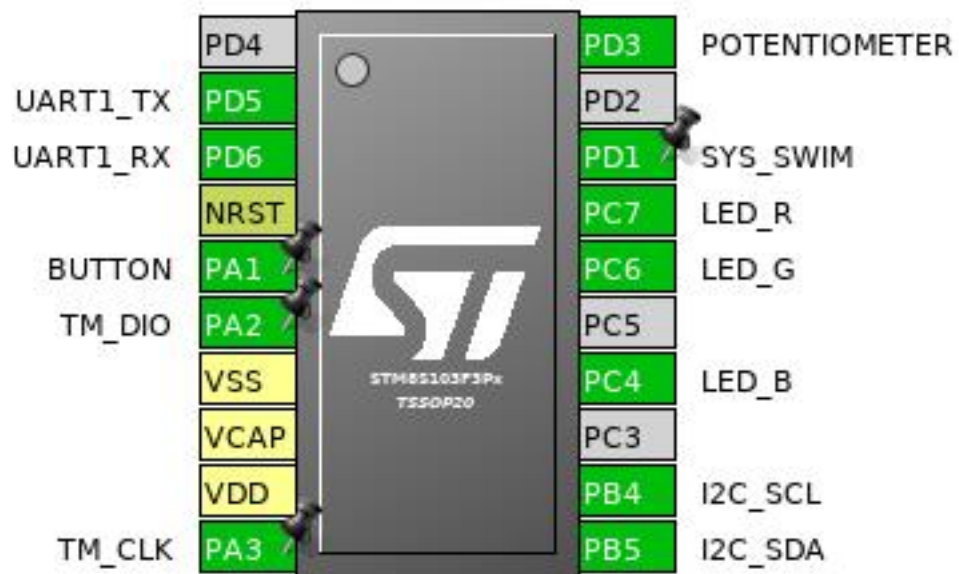 PD4 PD3 POTENTIOMETER
UART1_TX PD5 PD2
UART1_RX PD6 PD1 SYS_SWIM
NRST PC7 LED_R
BUTTON PA1 PC6 LED_G
TM_DIO PA2 PC5
VSS STM8S103F3Px PC4 LED_B
TSSOP20
VCAP PC3
VDD PB4 I2C_SCL
TM_CLK PA3 PB5 I2C_SDA